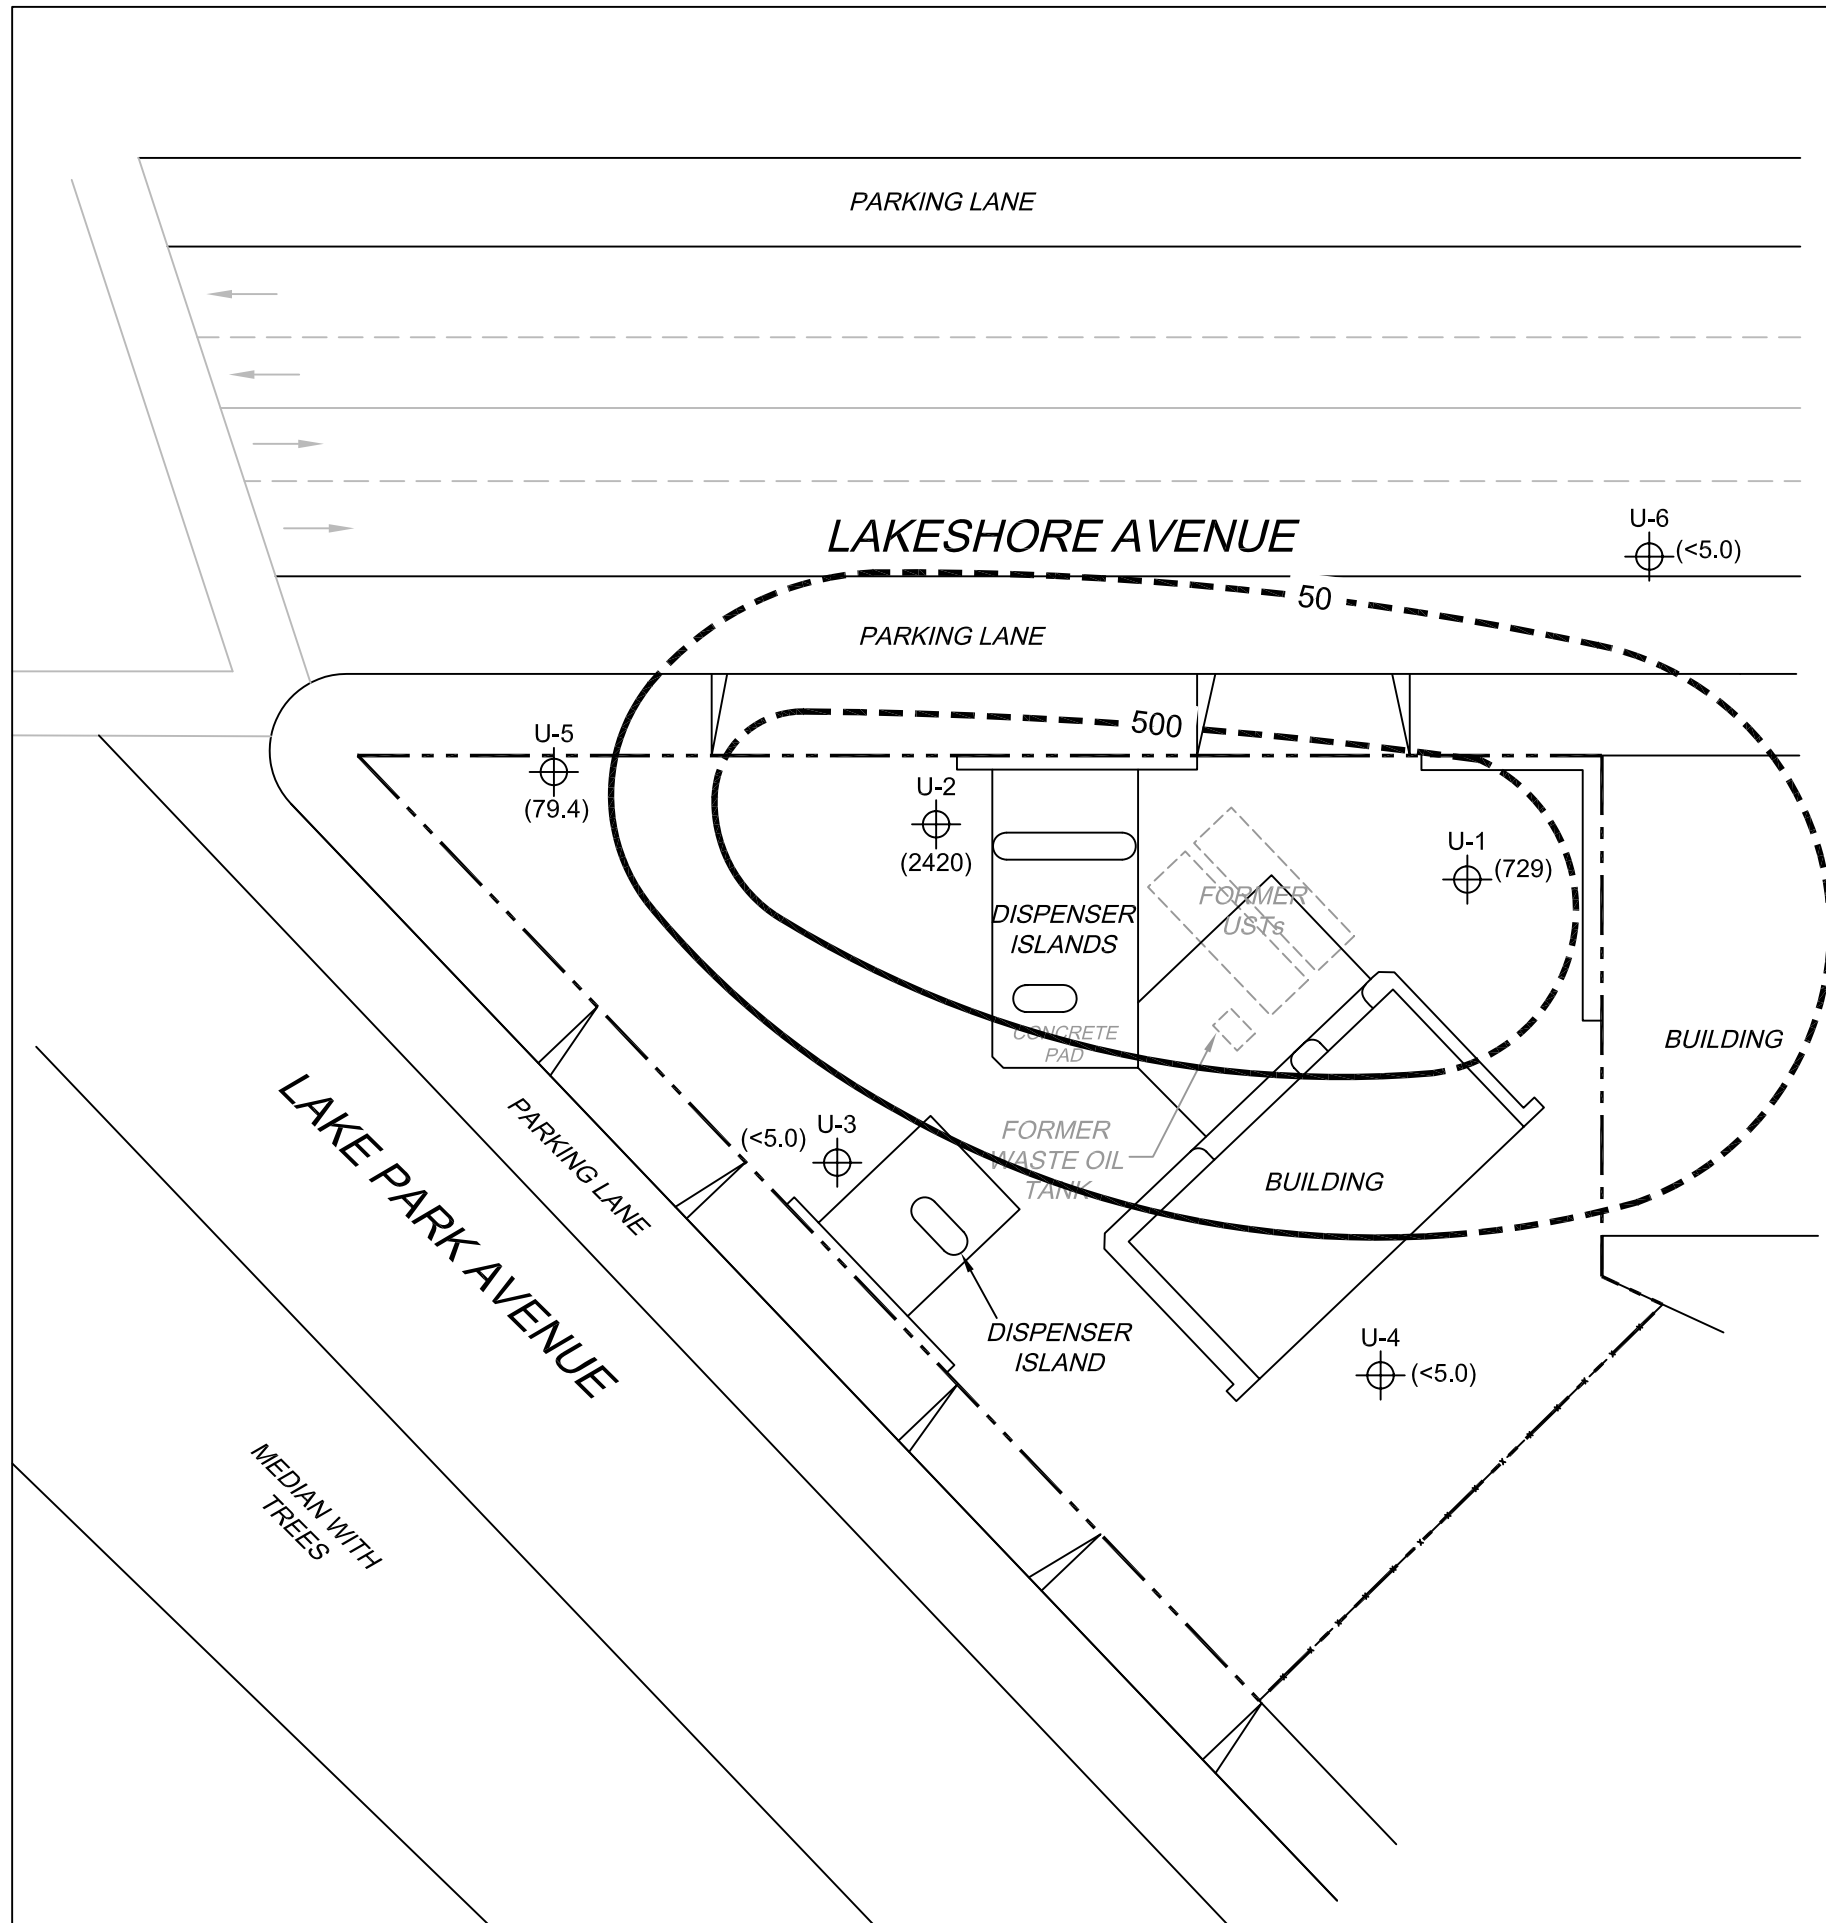 PARKING LANE
LAKESHORE AVENUE
U-6
(<5.0)
50
PARKING LANE
500
U-5
(79.4)
U-2
(2420)
U-1
(729)
FORMER
USTs
DISPENSER
ISLANDS
CONCRETE
PAD
BUILDING
LAKE PARK AVENUE
PARKING LANE
(<5.0)
U-3
FORMER
WASTE OIL
TANK
BUILDING
DISPENSER
ISLAND
U-4
(<5.0)
MEDIAN WITH
TREES